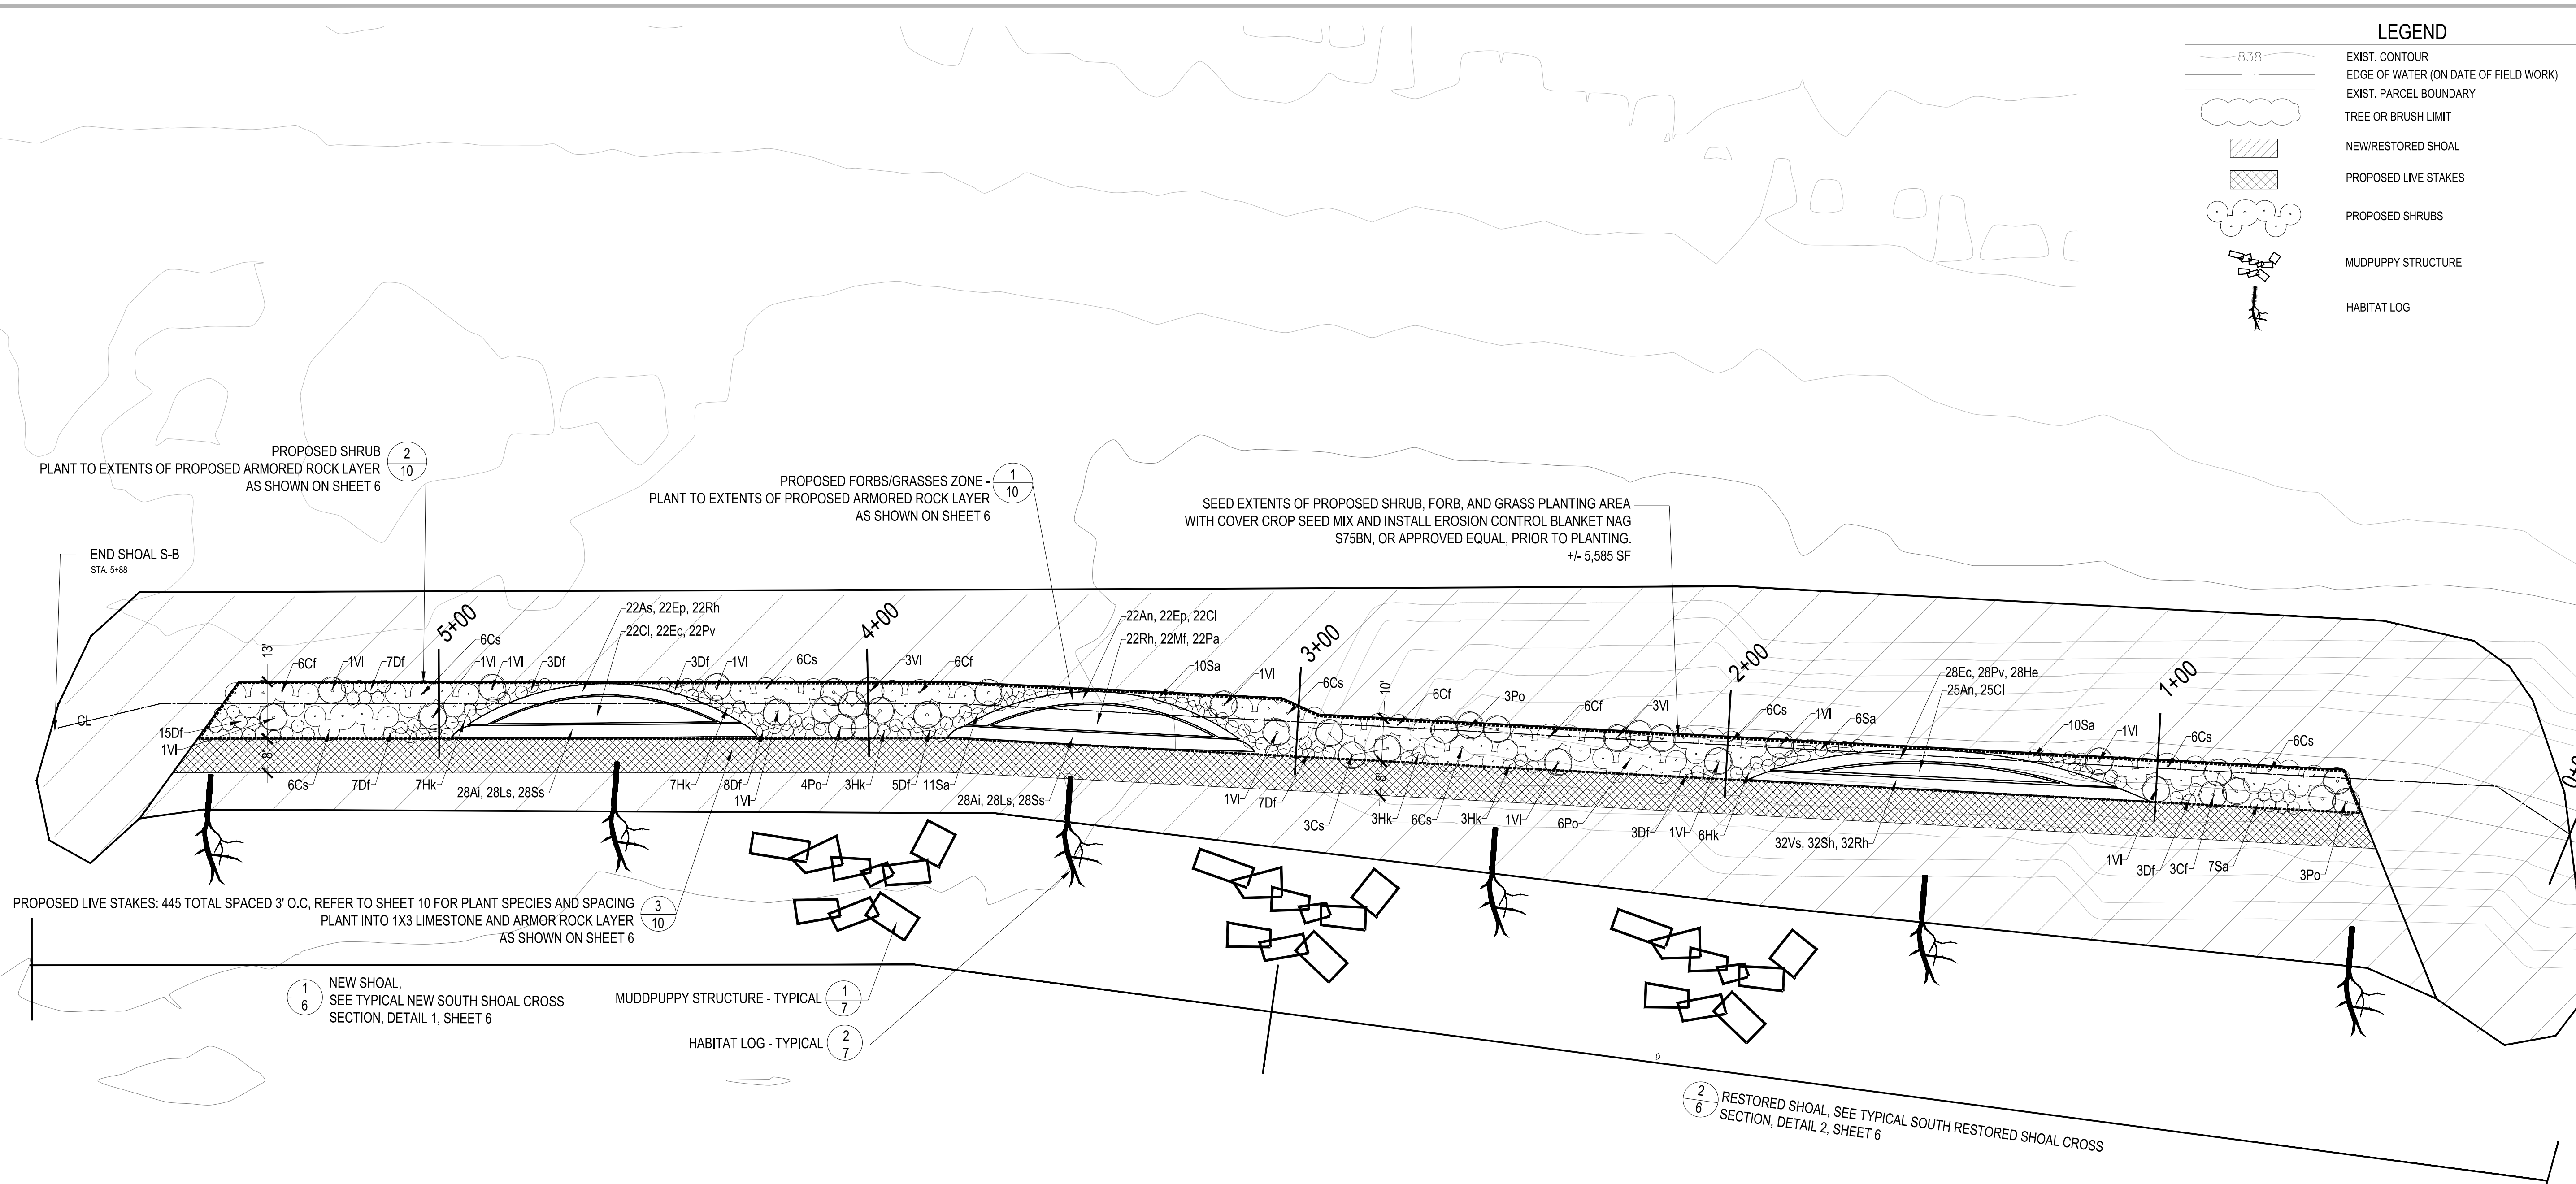 LEGEND
838
EXIST. CONTOUR
EDGE OF WATER (ON DATE OF FIELD WORK)
EXIST. PARCEL BOUNDARY
TREE OR BRUSH LIMIT
NEW/RESTORED SHOAL
PROPOSED LIVE STAKES
PROPOSED SHRUBS
MUDPUPPY STRUCTURE
HABITAT LOG
PROPOSED SHRUB
PLANT TO EXTENTS OF PROPOSED ARMORED ROCK LAYER
AS SHOWN ON SHEET 6
2
10
PROPOSED FORBS/GRASSES ZONE -
PLANT TO EXTENTS OF PROPOSED ARMORED ROCK LAYER
AS SHOWN ON SHEET 6
1
10
SEED EXTENTS OF PROPOSED SHRUB, FORB, AND GRASS PLANTING AREA
WITH COVER CROP SEED MIX AND INSTALL EROSION CONTROL BLANKET NAG
S75BN, OR APPROVED EQUAL, PRIOR TO PLANTING.
+/- 5,585 SF
END SHOAL S-B
STA. 5+88
5+00
4+00
3+00
2+00
1+00
22As, 22Ep, 22Rh
22Cl, 22Ec, 22Pv
22An, 22Ep, 22Cl
22Rh, 22Mf, 22Pa
28Ec, 28Pv, 28He
25An, 25Cl
13'
6Cf
1Vl
7Df
6Cs
1Vl
1Vl
3Df
3Df
1Vl
6Cs
3Vl
6Cf
10Sa
1Vl
6Cs
10'
6Cf
3Po
6Cf
3Vl
6Cs
1Vl
6Sa
10Sa
1Vl
6Cs
6Cs
CL
15Df
1Vl
8'
6Cs
7Df
7Hk
28Ai, 28Ls, 28Ss
7Hk
8Df
1Vl
4Po
3Hk
5Df
11Sa
28Ai, 28Ls, 28Ss
1Vl
7Df
3Cs
8'
3Hk
6Cs
3Hk
1Vl
6Po
3Df
1Vl
6Hk
32Vs, 32Sh, 32Rh
1Vl
3Df
3Cf
7Sa
3Po
PROPOSED LIVE STAKES: 445 TOTAL SPACED 3' O.C, REFER TO SHEET 10 FOR PLANT SPECIES AND SPACING
PLANT INTO 1X3 LIMESTONE AND ARMOR ROCK LAYER
AS SHOWN ON SHEET 6
3
10
1
6
NEW SHOAL,
SEE TYPICAL NEW SOUTH SHOAL CROSS
SECTION, DETAIL 1, SHEET 6
MUDDPUPPY STRUCTURE - TYPICAL
1
7
HABITAT LOG - TYPICAL
2
7
2
6
RESTORED SHOAL, SEE TYPICAL SOUTH RESTORED SHOAL CROSS
SECTION, DETAIL 2, SHEET 6